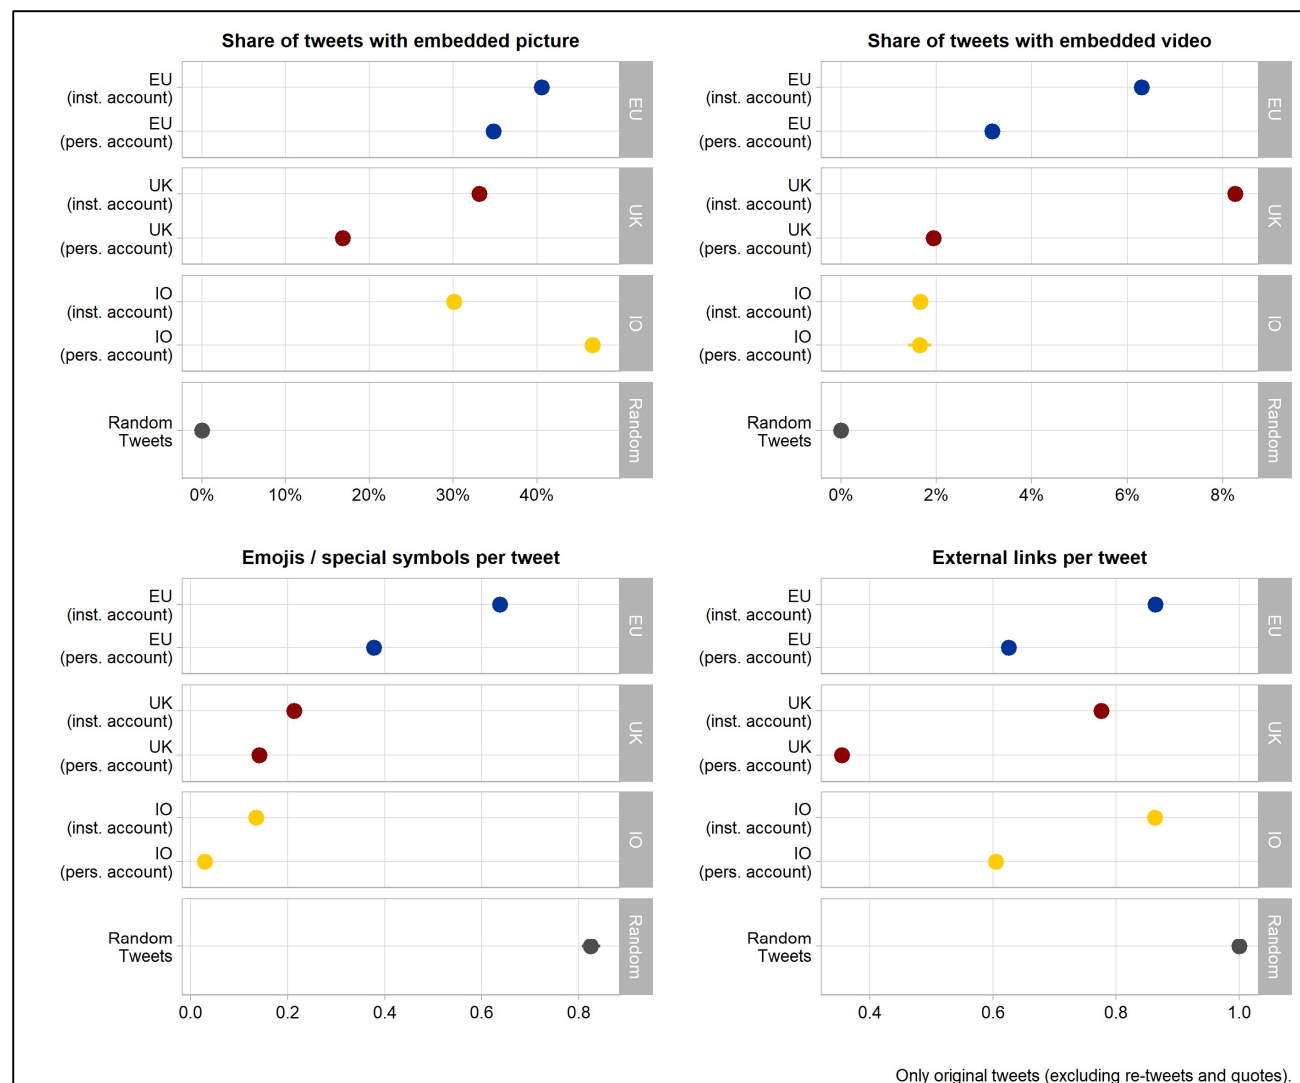 Share of tweets with embedded picture
EU
(inst. account)
EU
(pers. account)
EU
UK
(inst. account)
UK
(pers. account)
UK
IO
(inst. account)
IO
(pers. account)
IO
Random
Tweets
Random
0% 10% 20% 30% 40%
Share of tweets with embedded video
EU
(inst. account)
EU
(pers. account)
EU
UK
(inst. account)
UK
(pers. account)
UK
IO
(inst. account)
IO
(pers. account)
IO
Random
Tweets
Random
0% 2% 4% 6% 8%
Emojis / special symbols per tweet
EU
(inst. account)
EU
(pers. account)
EU
UK
(inst. account)
UK
(pers. account)
UK
IO
(inst. account)
IO
(pers. account)
IO
Random
Tweets
Random
0.0 0.2 0.4 0.6 0.8
External links per tweet
EU
(inst. account)
EU
(pers. account)
EU
UK
(inst. account)
UK
(pers. account)
UK
IO
(inst. account)
IO
(pers. account)
IO
Random
Tweets
Random
0.4 0.6 0.8 1.0
Only original tweets (excluding re-tweets and quotes).